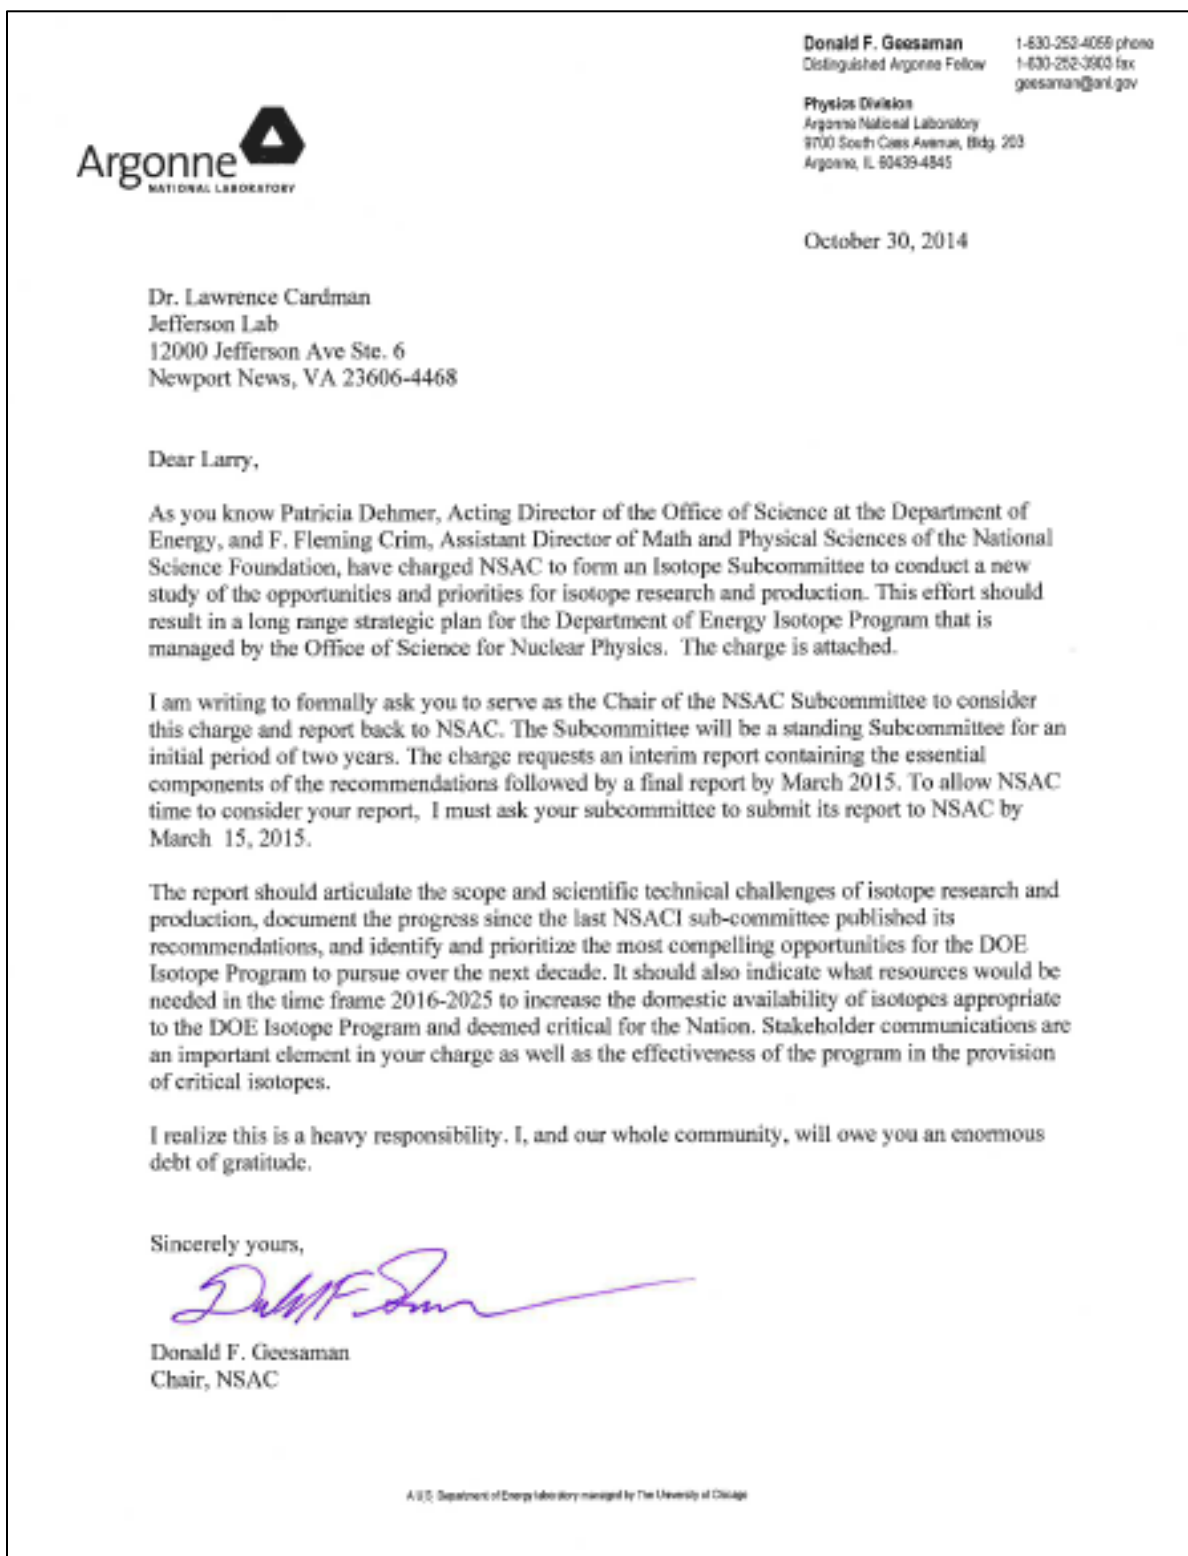 Donald F. Geesaman
Distinguished Argonne Fellow
1-630-252-4059 phone
1-630-252-3903 fax
geesaman@anl.gov
Physics Division
Argonne National Laboratory
9700 South Cass Avenue, Bldg. 203
Argonne, IL 60439-4845
Argonne
NATIONAL LABORATORY
October 30, 2014
Dr. Lawrence Cardman
Jefferson Lab
12000 Jefferson Ave Ste. 6
Newport News, VA 23606-4468
Dear Larry,
As you know Patricia Dehmer, Acting Director of the Office of Science at the Department of
Energy, and F. Fleming Crim, Assistant Director of Math and Physical Sciences of the National
Science Foundation, have charged NSAC to form an Isotope Subcommittee to conduct a new
study of the opportunities and priorities for isotope research and production. This effort should
result in a long range strategic plan for the Department of Energy Isotope Program that is
managed by the Office of Science for Nuclear Physics.  The charge is attached.
I am writing to formally ask you to serve as the Chair of the NSAC Subcommittee to consider
this charge and report back to NSAC. The Subcommittee will be a standing Subcommittee for an
initial period of two years. The charge requests an interim report containing the essential
components of the recommendations followed by a final report by March 2015. To allow NSAC
time to consider your report,  I must ask your subcommittee to submit its report to NSAC by
March  15, 2015.
The report should articulate the scope and scientific technical challenges of isotope research and
production, document the progress since the last NSACI sub-committee published its
recommendations, and identify and prioritize the most compelling opportunities for the DOE
Isotope Program to pursue over the next decade. It should also indicate what resources would be
needed in the time frame 2016-2025 to increase the domestic availability of isotopes appropriate
to the DOE Isotope Program and deemed critical for the Nation. Stakeholder communications are
an important element in your charge as well as the effectiveness of the program in the provision
of critical isotopes.
I realize this is a heavy responsibility. I, and our whole community, will owe you an enormous
debt of gratitude.
Sincerely yours,
Donald F. Geesaman
Chair, NSAC
A U.S. Department of Energy laboratory managed by The University of Chicago